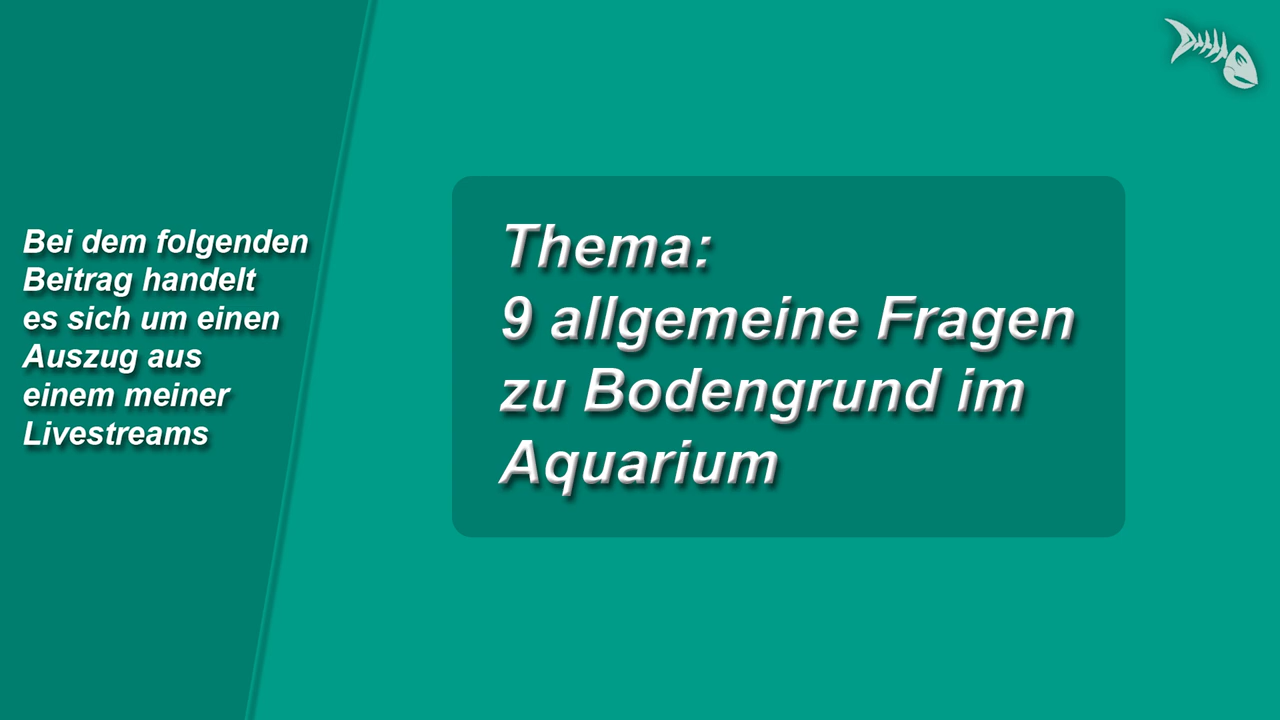 Bei dem folgenden
Beitrag handelt
es sich um einen
Auszug aus
einem meiner
Livestreams
Thema:
9 allgemeine Fragen
zu Bodengrund im
Aquarium